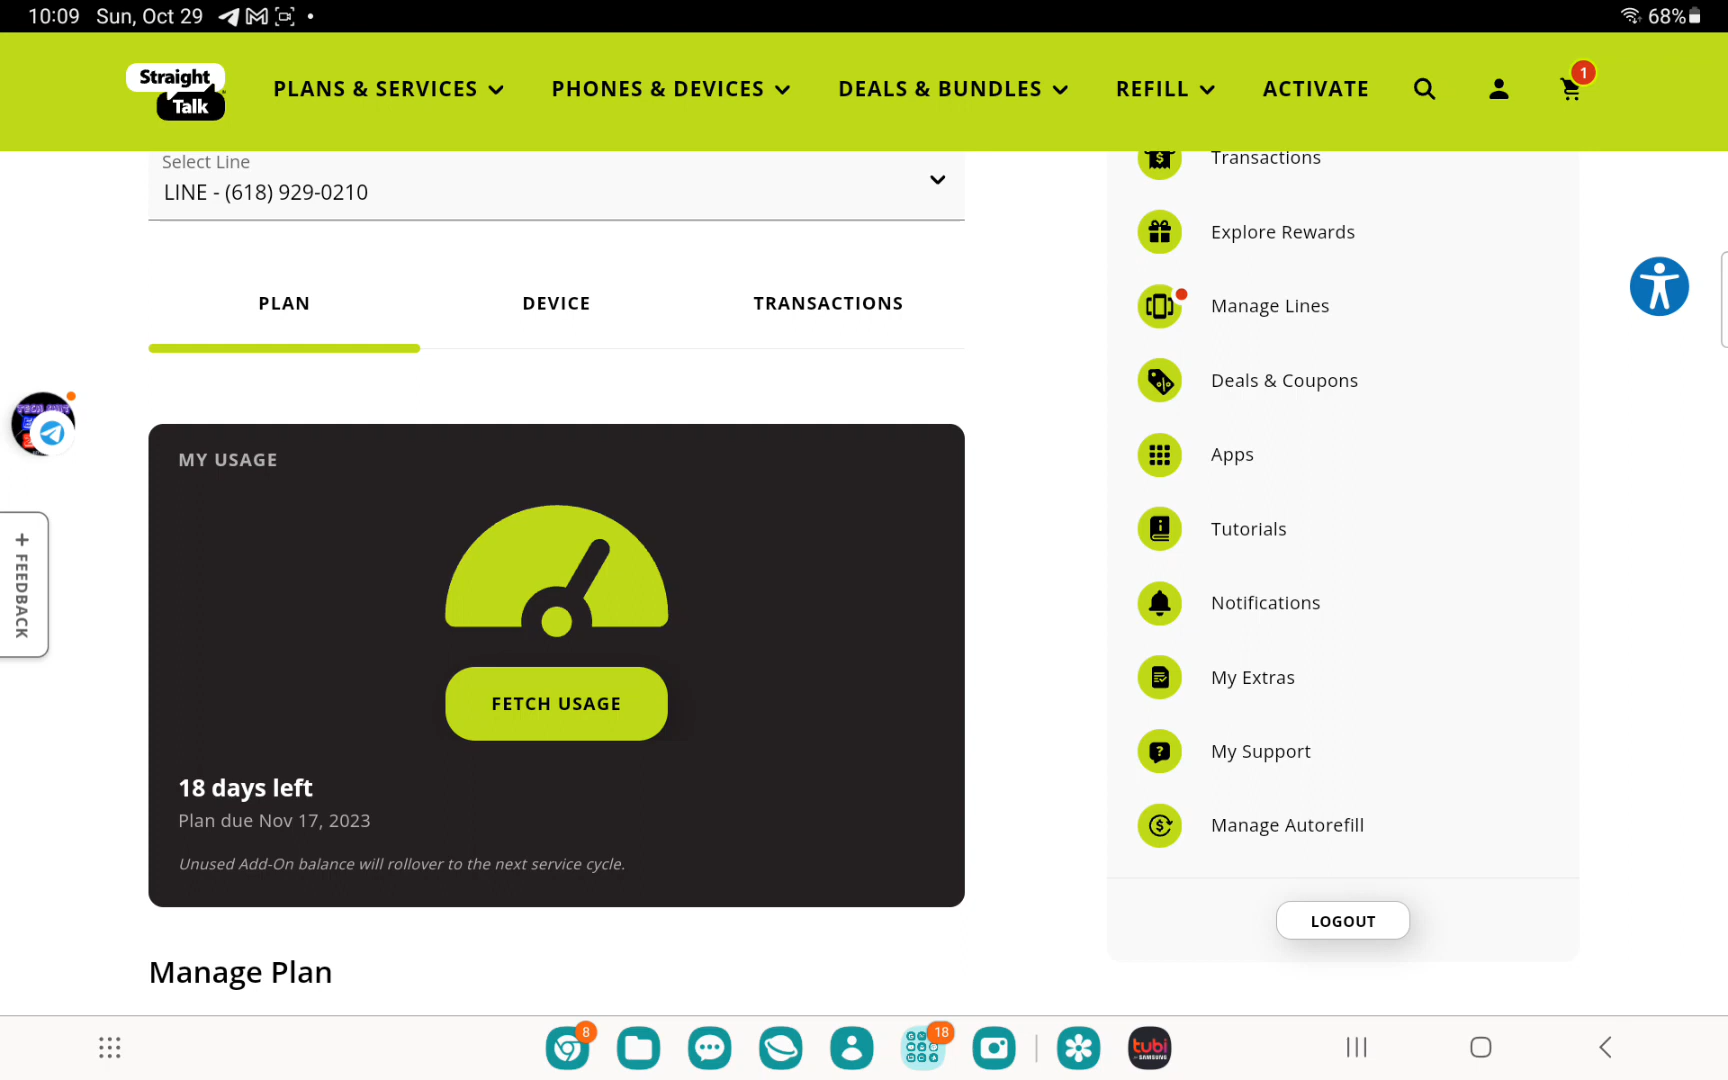 10:09 Sun, Oct 29
68%
Straight
Talk
PLANS & SERVICES
PHONES & DEVICES
DEALS & BUNDLES
REFILL
ACTIVATE
1
Select Line
LINE - (618) 929-0210
PLAN
DEVICE
TRANSACTIONS
+ FEEDBACK
MY USAGE
FETCH USAGE
18 days left
Plan due Nov 17, 2023
Unused Add-On balance will rollover to the next service cycle.
Manage Plan
Transactions
Explore Rewards
Manage Lines
Deals & Coupons
Apps
Tutorials
Notifications
My Extras
My Support
Manage Autorefill
LOGOUT
8
18
tubi